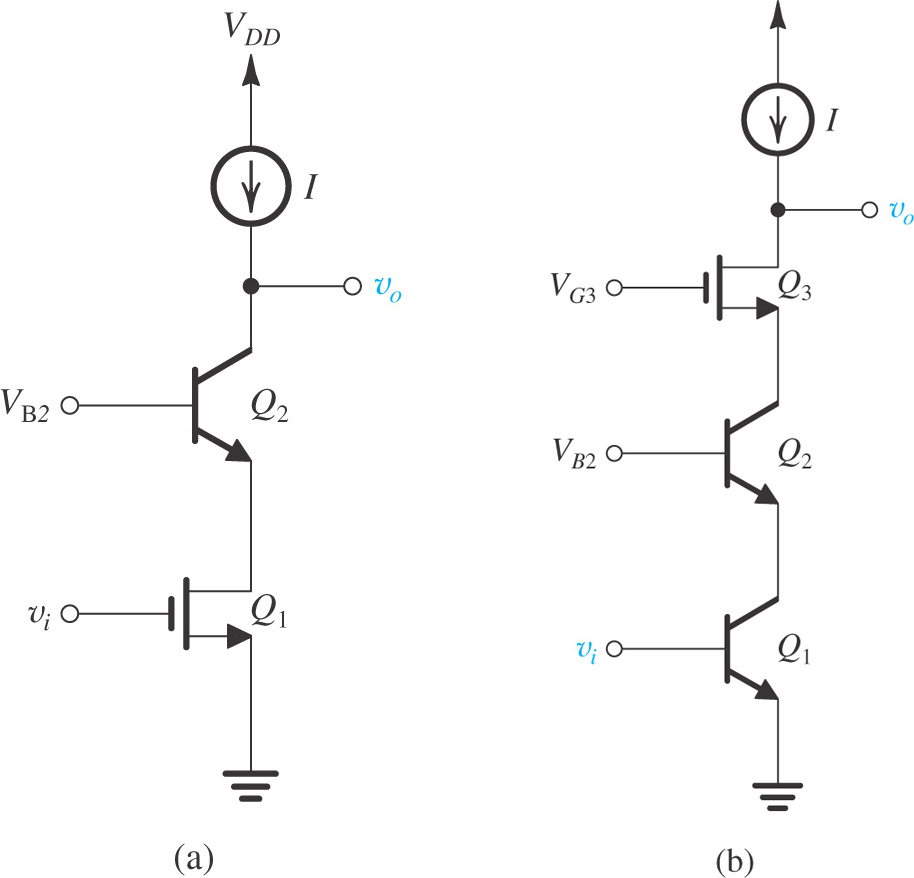 V_DD
I
v_o
V_B2
Q_2
v_i
Q_1
(a)
I
v_o
V_G3
Q_3
V_B2
Q_2
v_i
Q_1
(b)